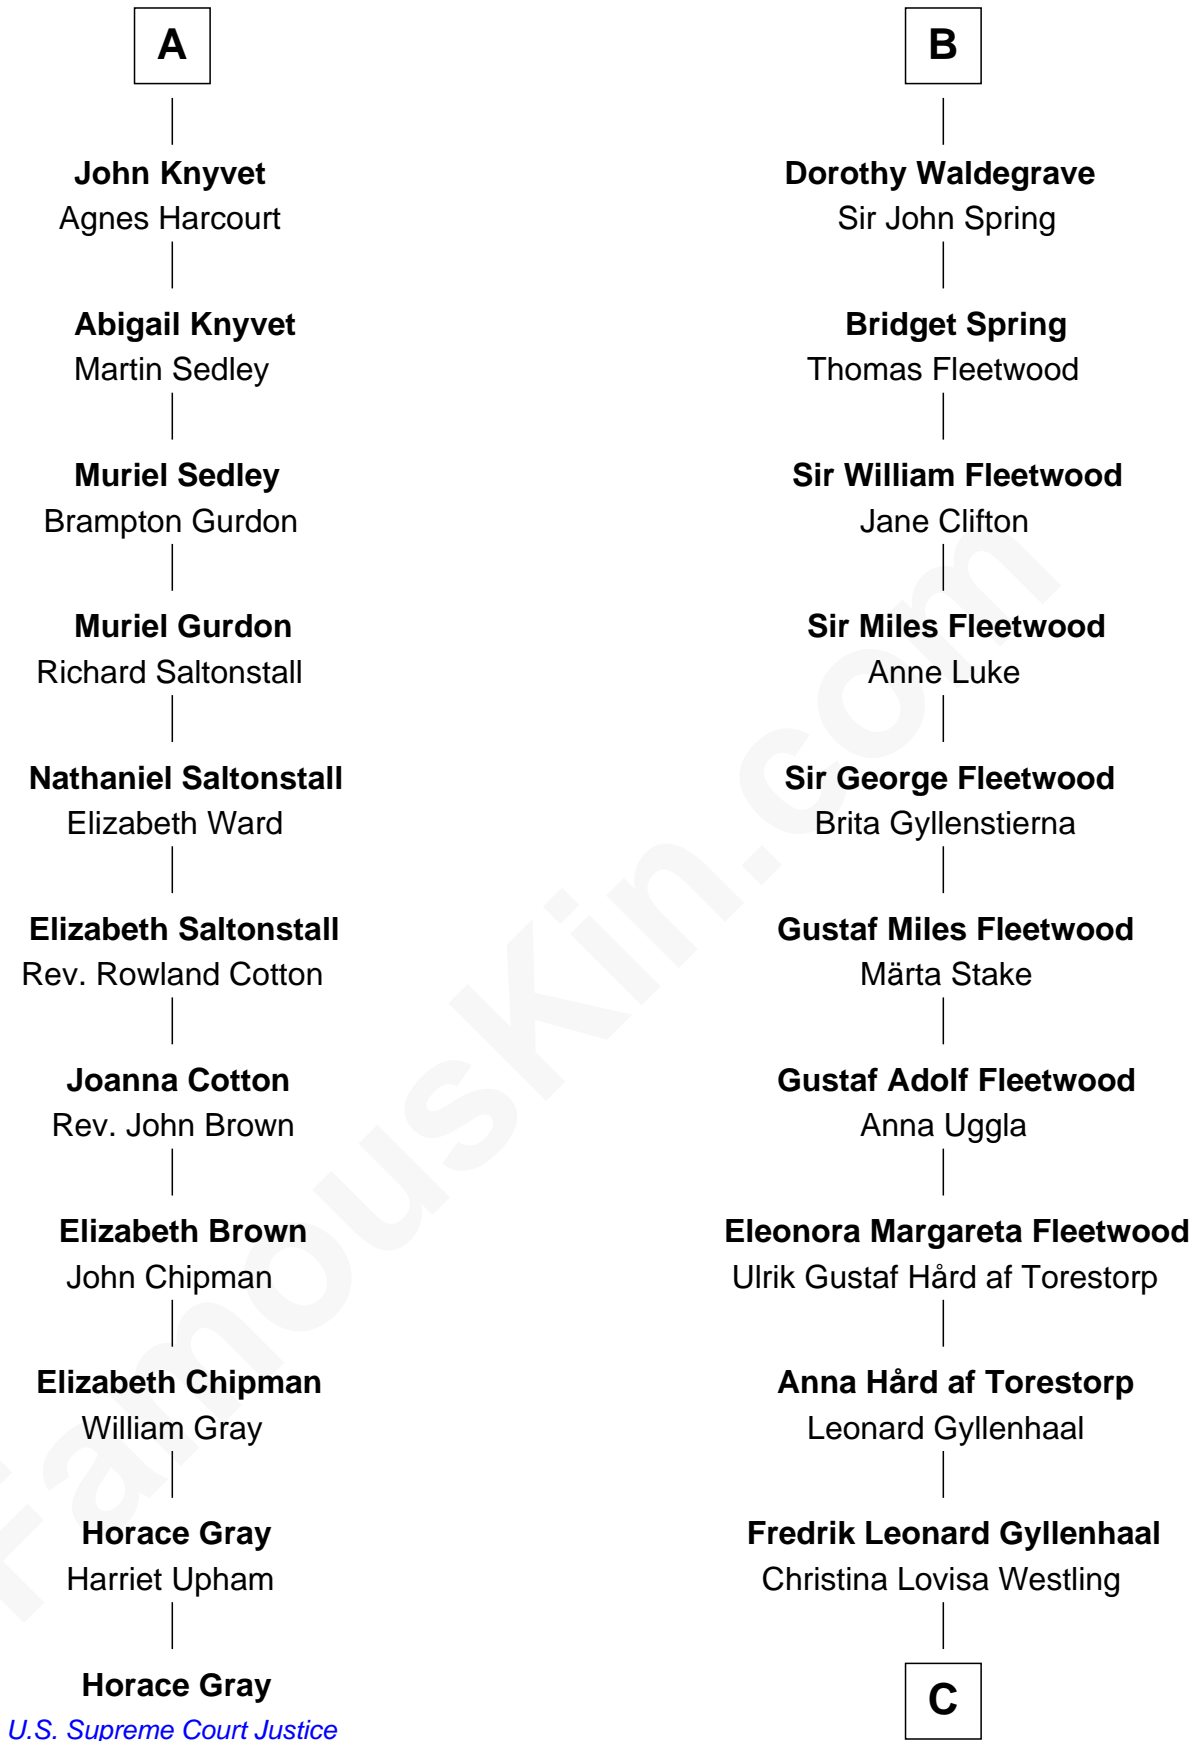 A
John Knyvet
Agnes Harcourt
Abigail Knyvet
Martin Sedley
Muriel Sedley
Brampton Gurdon
Muriel Gurdon
Richard Saltonstall
Nathaniel Saltonstall
Elizabeth Ward
Elizabeth Saltonstall
Rev. Rowland Cotton
Joanna Cotton
Rev. John Brown
Elizabeth Brown
John Chipman
Elizabeth Chipman
William Gray
Horace Gray
Harriet Upham
Horace Gray
U.S. Supreme Court Justice
B
Dorothy Waldegrave
Sir John Spring
Bridget Spring
Thomas Fleetwood
Sir William Fleetwood
Jane Clifton
Sir Miles Fleetwood
Anne Luke
Sir George Fleetwood
Brita Gyllenstierna
Gustaf Miles Fleetwood
Märta Stake
Gustaf Adolf Fleetwood
Anna Uggla
Eleonora Margareta Fleetwood
Ulrik Gustaf Hård af Torestorp
Anna Hård af Torestorp
Leonard Gyllenhaal
Fredrik Leonard Gyllenhaal
Christina Lovisa Westling
C
FamousKin.com